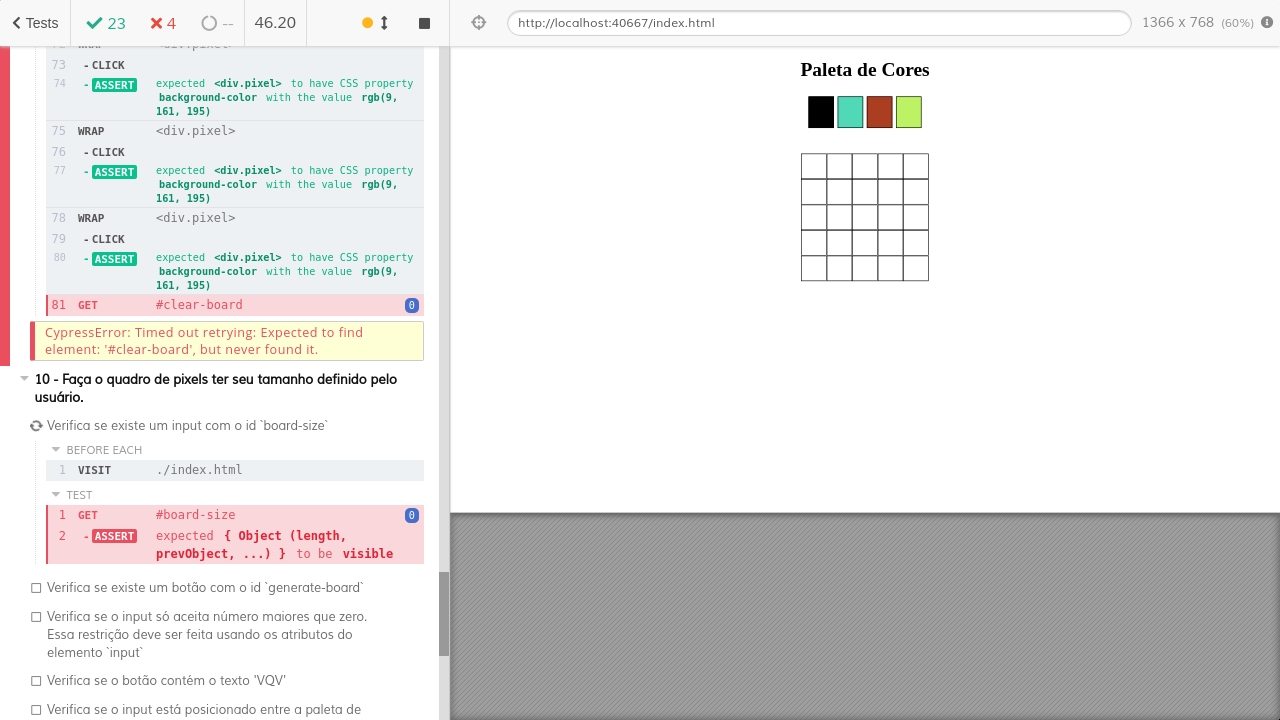 Tests
23
4
--
46.20
http://localhost:40667/index.html
1366 x 768 (60%)
73 - CLICK
74 - ASSERT expected <div.pixel> to have CSS property
background-color with the value rgb(9,
161, 195)
75 WRAP <div.pixel>
76 - CLICK
77 - ASSERT expected <div.pixel> to have CSS property
background-color with the value rgb(9,
161, 195)
78 WRAP <div.pixel>
79 - CLICK
80 - ASSERT expected <div.pixel> to have CSS property
background-color with the value rgb(9,
161, 195)
81 GET #clear-board 0
CypressError: Timed out retrying: Expected to find
element: '#clear-board', but never found it.
10 - Faça o quadro de pixels ter seu tamanho definido pelo
usuário.
Verifica se existe um input com o id `board-size`
BEFORE EACH
1 VISIT ./index.html
TEST
1 GET #board-size 0
2 - ASSERT expected { Object (length,
prevObject, ...) } to be visible
Verifica se existe um botão com o id `generate-board`
Verifica se o input só aceita número maiores que zero.
Essa restrição deve ser feita usando os atributos do
elemento `input`
Verifica se o botão contém o texto 'VQV'
Verifica se o input está posicionado entre a paleta de
Paleta de Cores